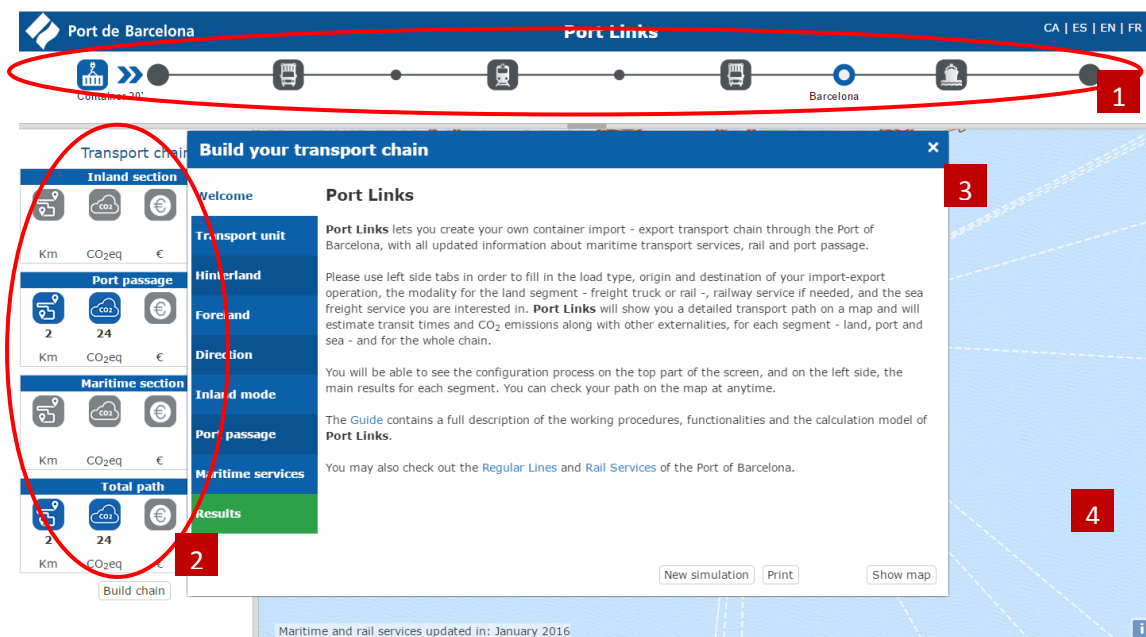 Port de Barcelona
Port Links
CA | ES | EN | FR
Container 20'
Barcelona
1
Transport chain
Inland section
CO2
€
Km CO₂eq €
Port passage
CO2
€
2 24
Km CO₂eq €
Maritime section
CO2
€
Km CO₂eq €
Total path
CO2
€
2 24
Km CO₂eq €
2
Build chain
Build your transport chain ×
3
Welcome
Transport unit
Hinterland
Foreland
Direction
Inland mode
Port passage
Maritime services
Results
Port Links
Port Links lets you create your own container import - export transport chain through the Port of
Barcelona, with all updated information about maritime transport services, rail and port passage.
Please use left side tabs in order to fill in the load type, origin and destination of your import-export
operation, the modality for the land segment - freight truck or rail -, railway service if needed, and the sea
freight service you are interested in. Port Links will show you a detailed transport path on a map and will
estimate transit times and CO₂ emissions along with other externalities, for each segment - land, port and
sea - and for the whole chain.
You will be able to see the configuration process on the top part of the screen, and on the left side, the
main results for each segment. You can check your path on the map at anytime.
The Guide contains a full description of the working procedures, functionalities and the calculation model of
Port Links.
You may also check out the Regular Lines and Rail Services of the Port of Barcelona.
New simulation Print Show map
4
Maritime and rail services updated in: January 2016
i